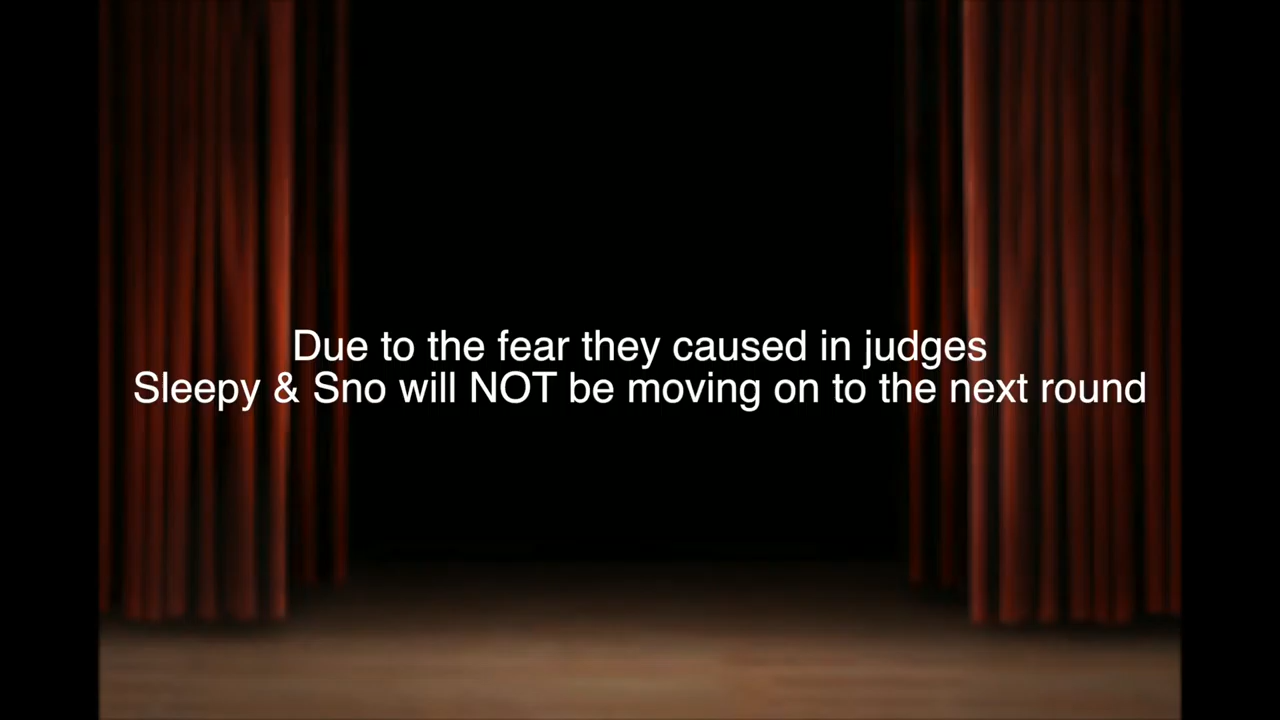 Due to the fear they caused in judges
Sleepy & Sno will NOT be moving on to the next round